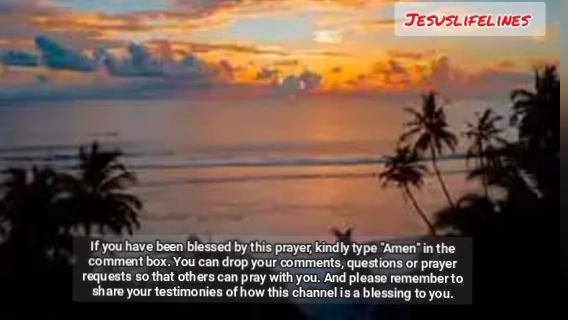 JESUSLIFELINES
If you have been blessed by this prayer, kindly type "Amen" in the
comment box. You can drop your comments, questions or prayer
requests so that others can pray with you. And please remember to
share your testimonies of how this channel is a blessing to you.